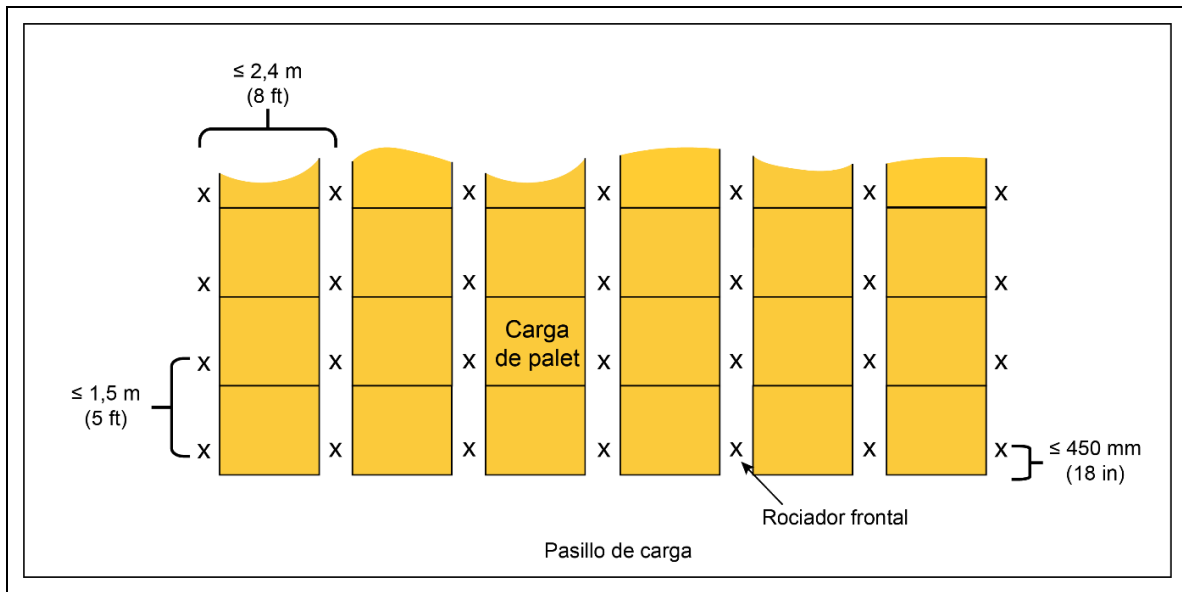 ≤ 2,4 m
(8 ft)
x x x x x x x
x x x x x x x
Carga
de palet
x x x x x x x
≤ 1,5 m
(5 ft)
x x x x x x x
≤ 450 mm
(18 in)
Rociador frontal
Pasillo de carga